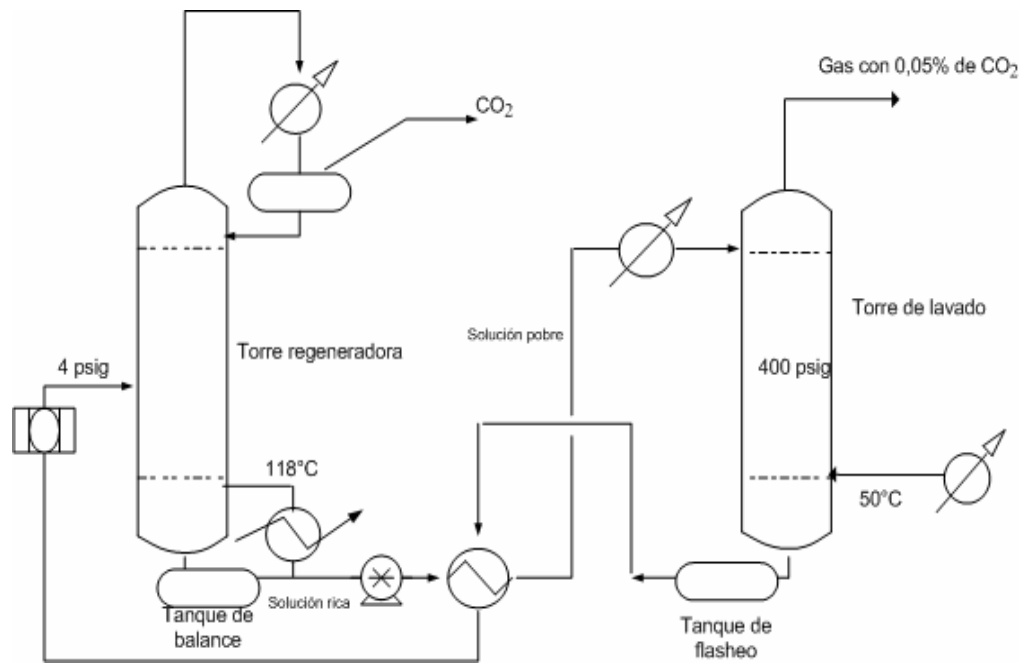 Gas con 0,05% de CO₂
CO₂
Torre de lavado
Solución pobre
Torre regeneradora
4 psig
400 psig
118°C
50°C
Solución rica
Tanque de
balance
Tanque de
flasheo